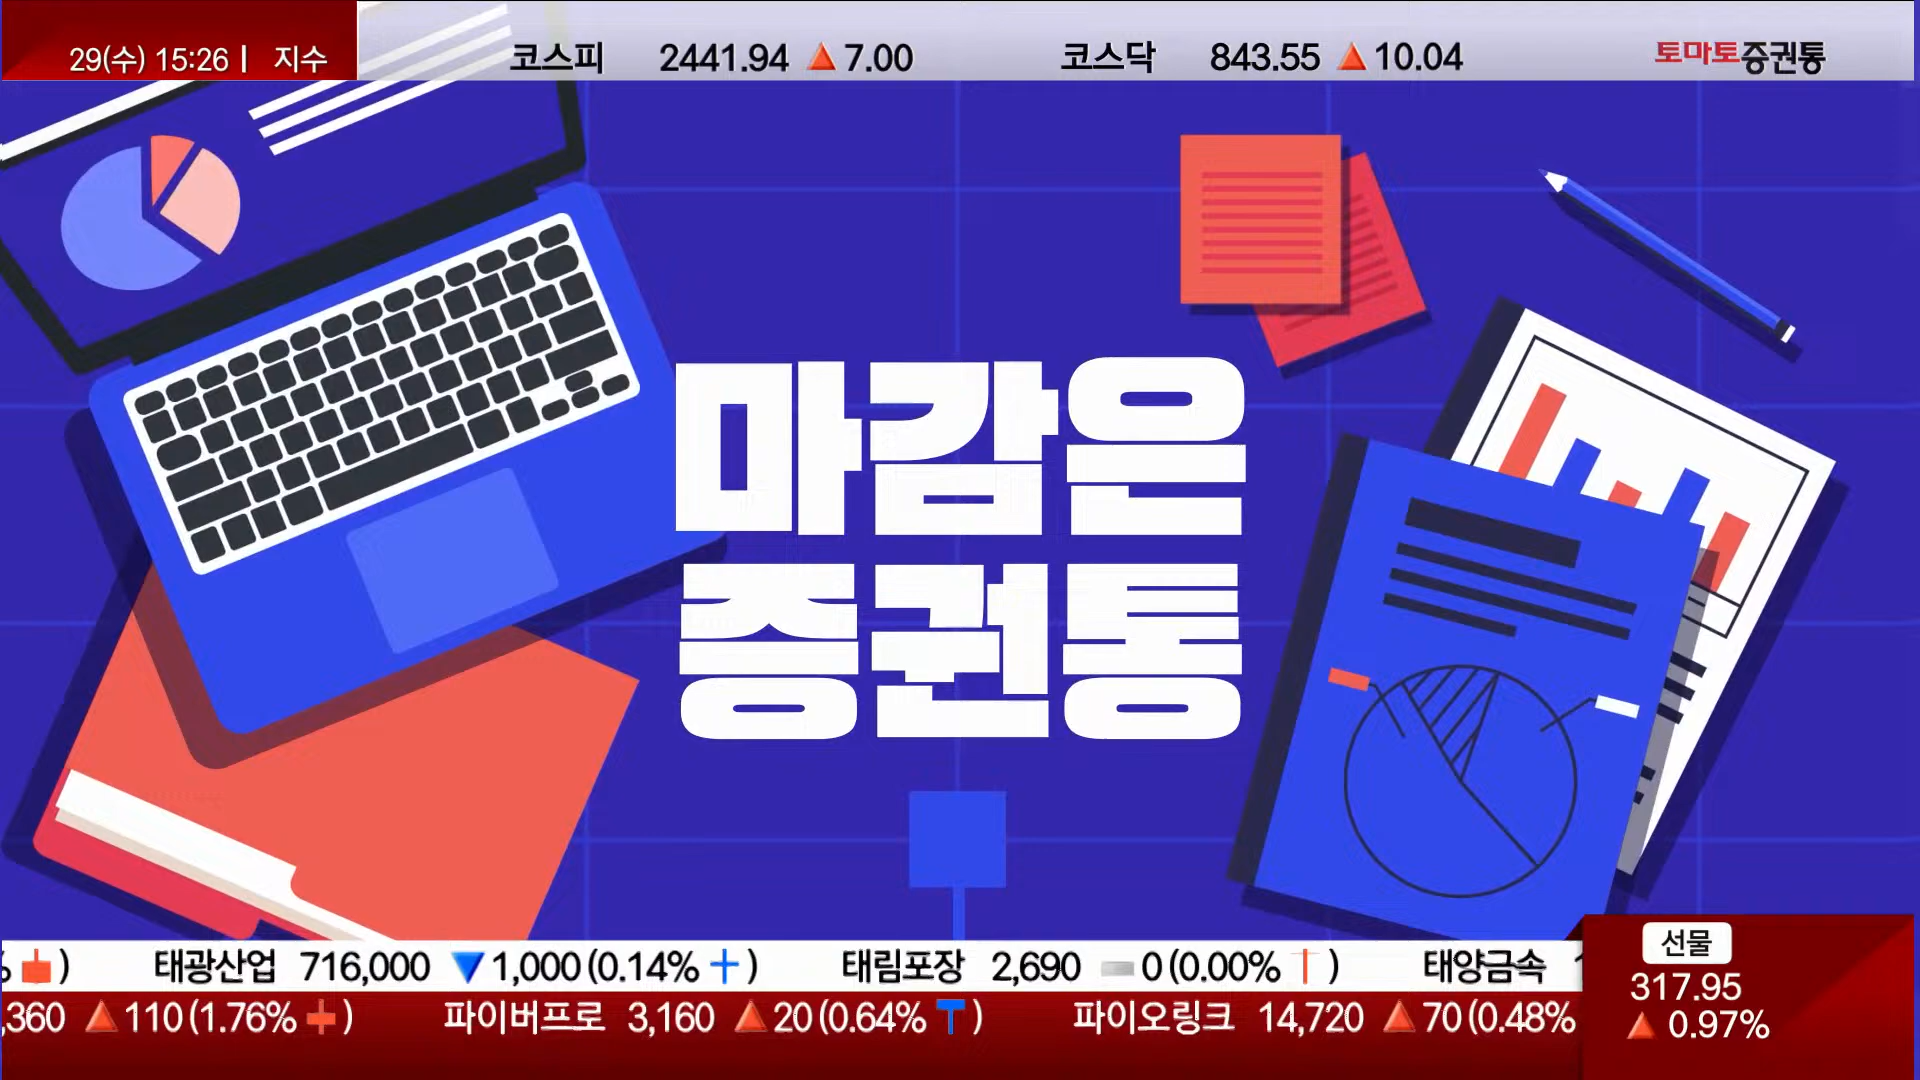 29(수) 15:26 | 지수 코스피 2441.94 ▲ 7.00 코스닥 843.55 ▲ 10.04 토마토증권통
마감은
증권통
% ) 태광산업 716,000 ▼ 1,000 (0.14% ) 태림포장 2,690 0 (0.00% ) 태양금속
,360 ▲ 110 (1.76% ) 파이버프로 3,160 ▲ 20 (0.64% ) 파이오링크 14,720 ▲ 70 (0.48%
선물
317.95
▲ 0.97%